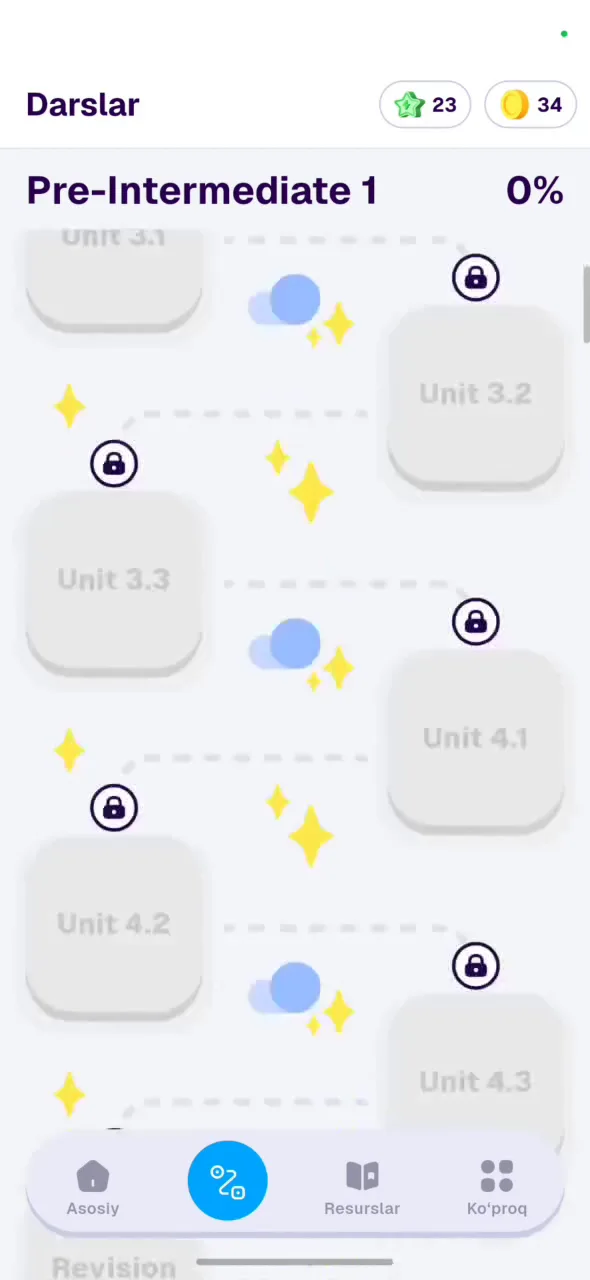 Darslar
23
34
Pre-Intermediate 1
0%
Unit 3.1
Unit 3.2
Unit 3.3
Unit 4.1
Unit 4.2
Unit 4.3
Asosiy
Resurslar
Ko‘proq
Revision